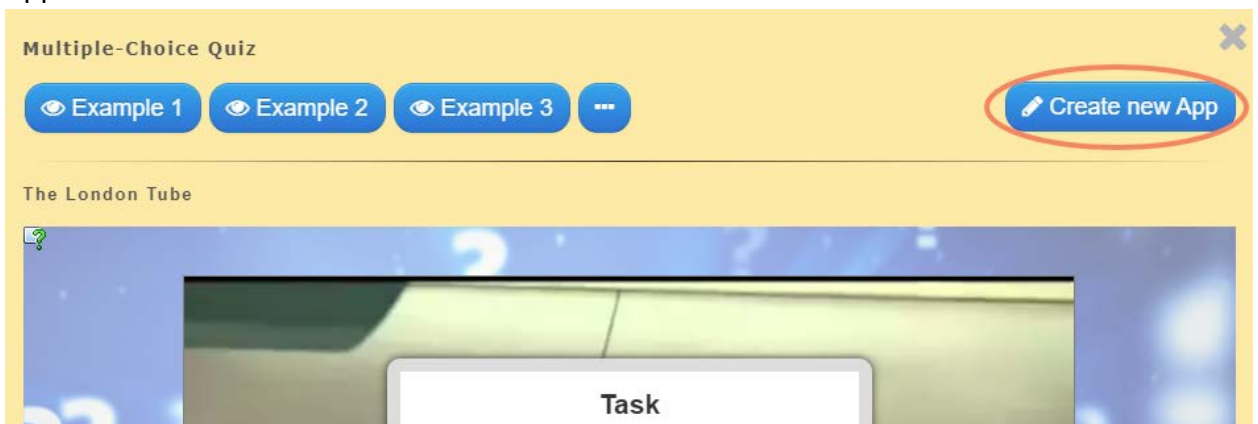 Multiple-Choice Quiz
Example 1 Example 2 Example 3 ... Create new App
The London Tube
Task